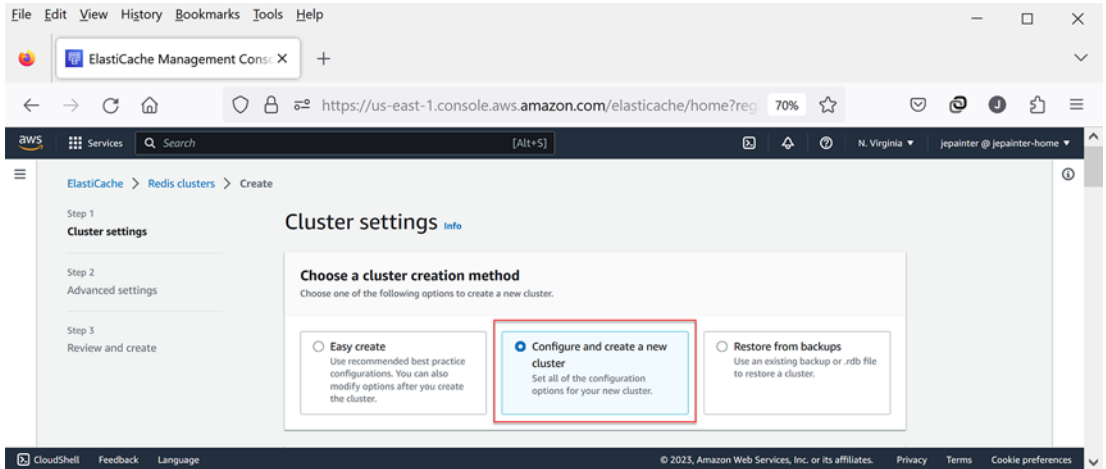 File Edit View History Bookmarks Tools Help
ElastiCache Management Consc
https://us-east-1.console.aws.amazon.com/elasticache/home?reg 70%
aws Services Search [Alt+S] N. Virginia jepainter @ jepainter-home
ElastiCache > Redis clusters > Create
Step 1
Cluster settings
Step 2
Advanced settings
Step 3
Review and create
Cluster settings Info
Choose a cluster creation method
Choose one of the following options to create a new cluster.
Easy create
Use recommended best practice
configurations. You can also
modify options after you create
the cluster.
Configure and create a new
cluster
Set all of the configuration
options for your new cluster.
Restore from backups
Use an existing backup or .rdb file
to restore a cluster.
CloudShell Feedback Language © 2023, Amazon Web Services, Inc. or its affiliates. Privacy Terms Cookie preferences